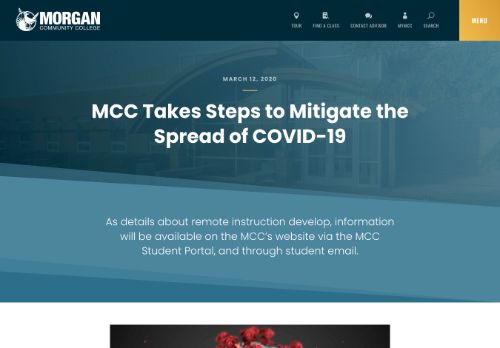 MORGAN
COMMUNITY COLLEGE
TOUR
FIND A CLASS
CONTACT ADVISOR
MYMCC
SEARCH
MENU
MARCH 12, 2020
MCC Takes Steps to Mitigate the
Spread of COVID-19
As details about remote instruction develop, information
will be available on the MCC's website via the MCC
Student Portal, and through student email.